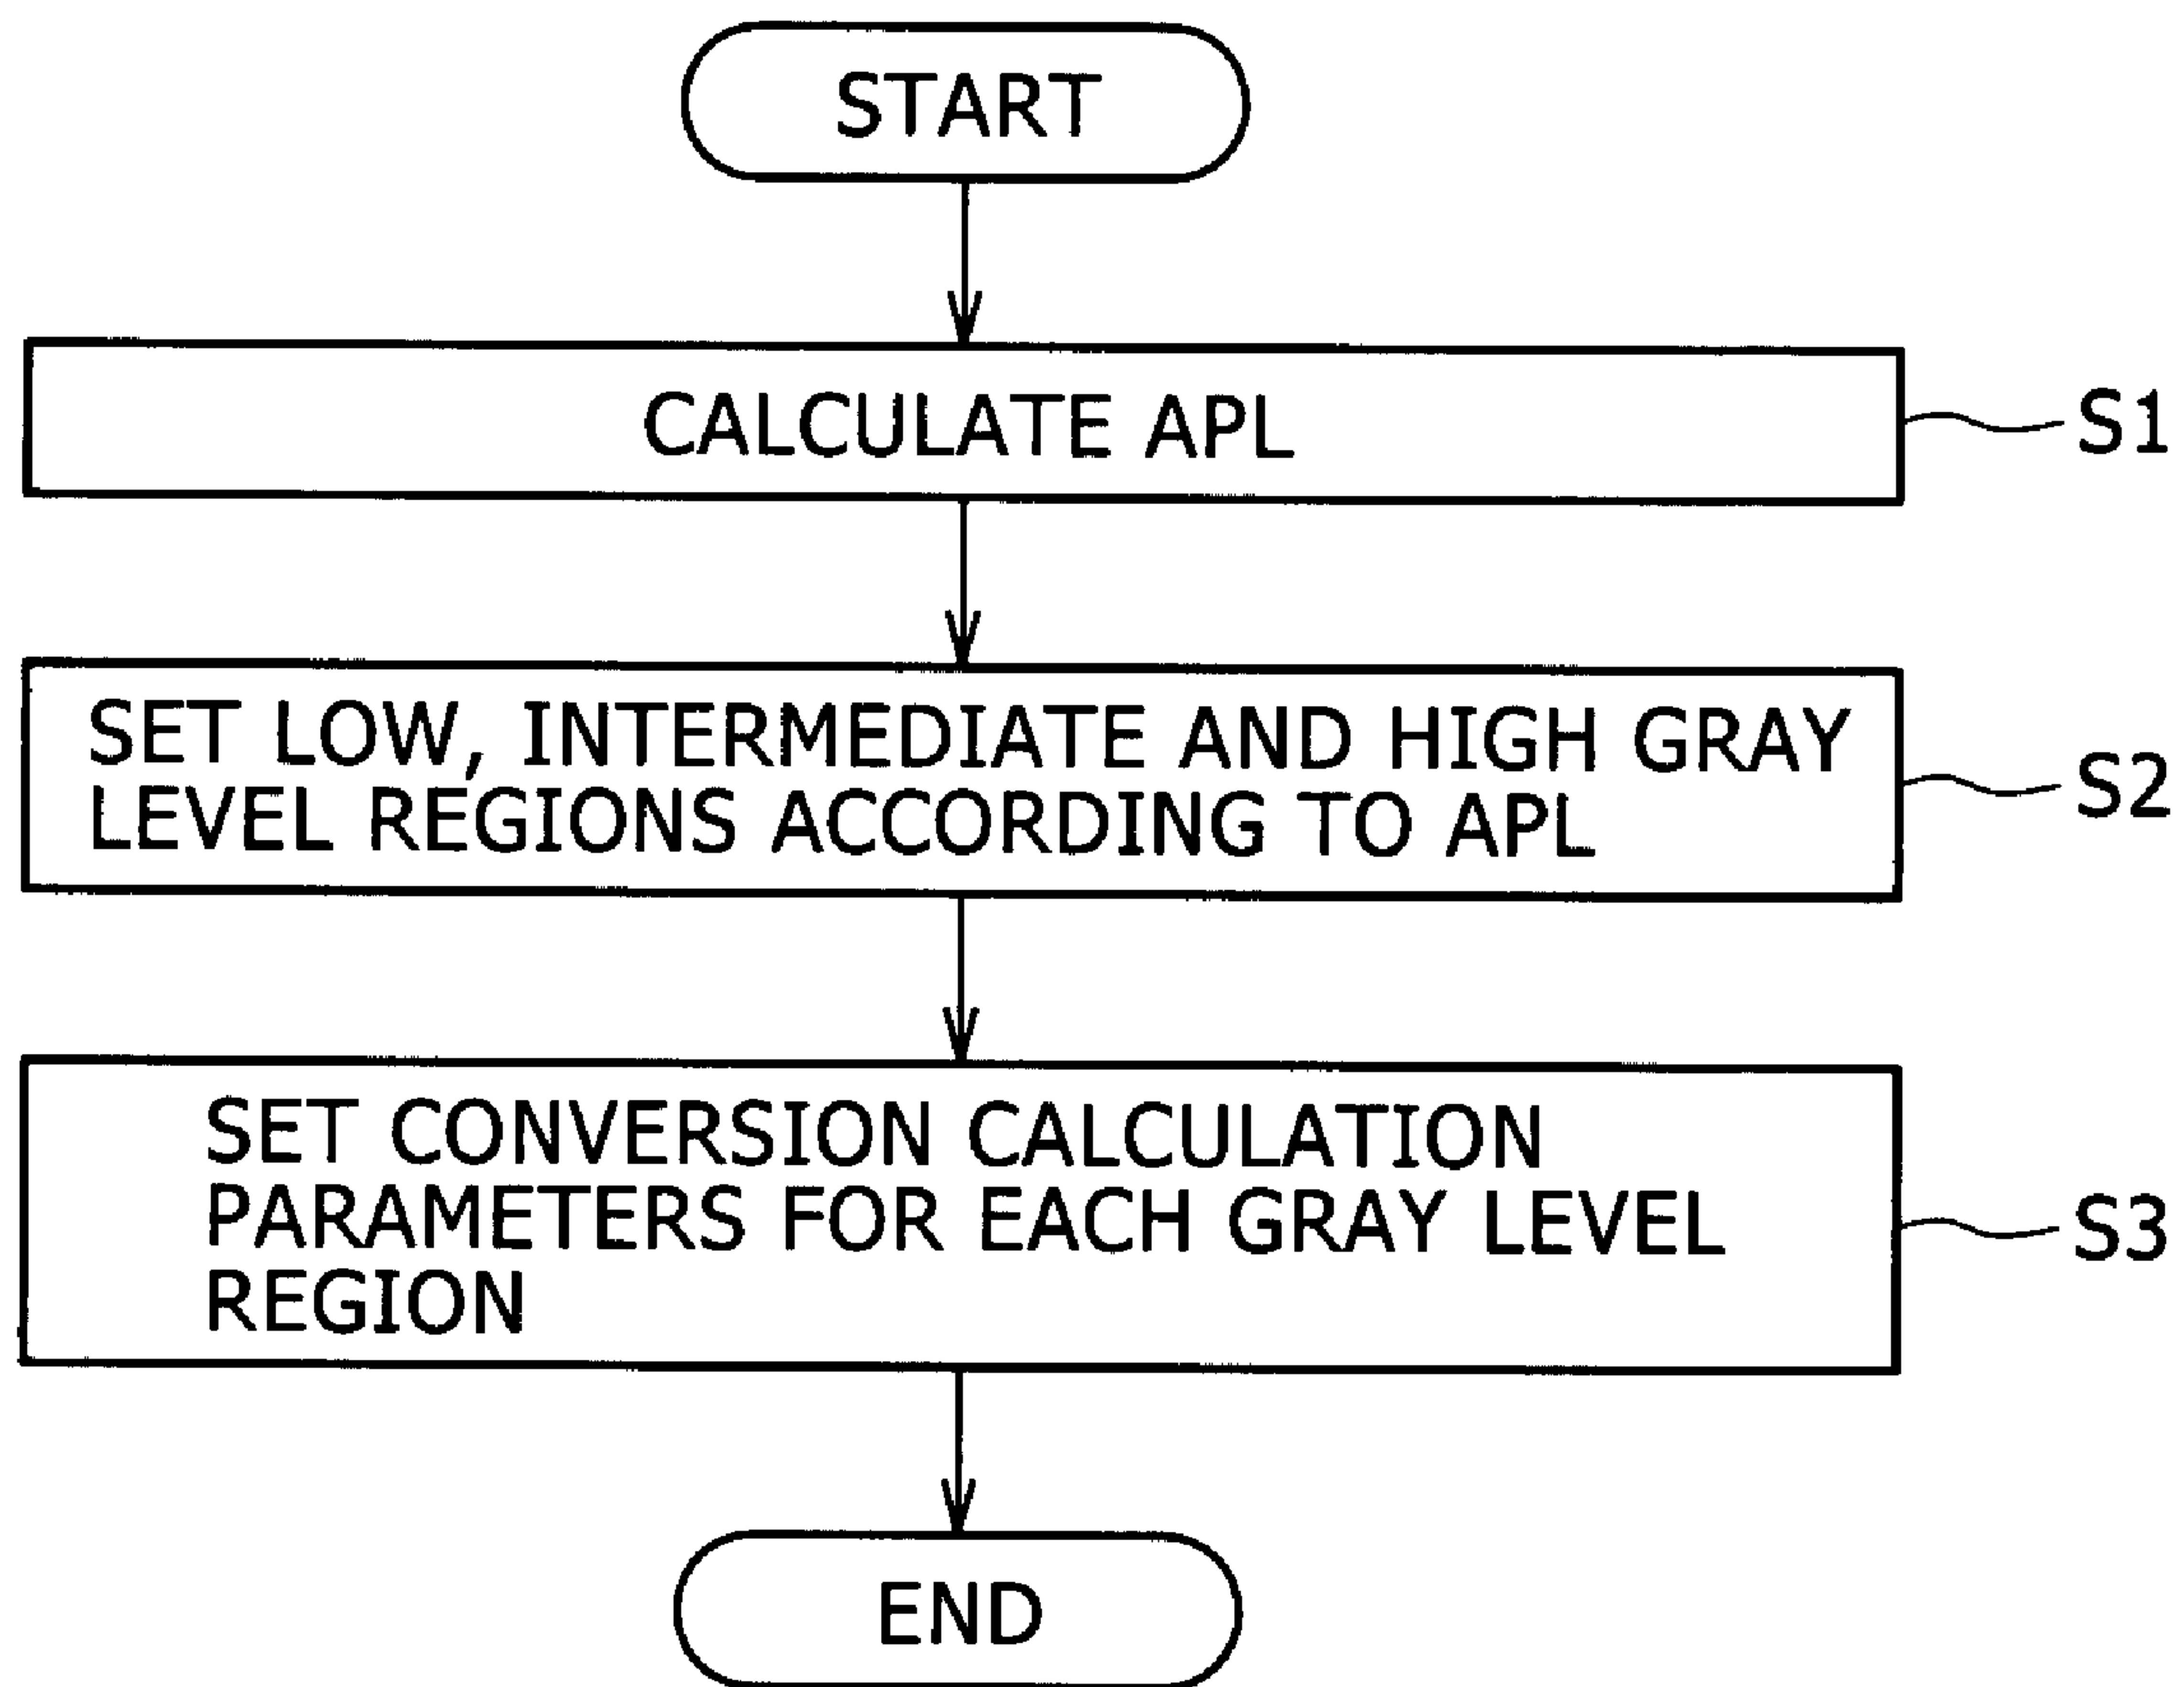 START
CALCULATE APL
S1
SET LOW, INTERMEDIATE AND HIGH GRAY
LEVEL REGIONS ACCORDING TO APL
S2
SET CONVERSION CALCULATION
PARAMETERS FOR EACH GRAY LEVEL
REGION
S3
END